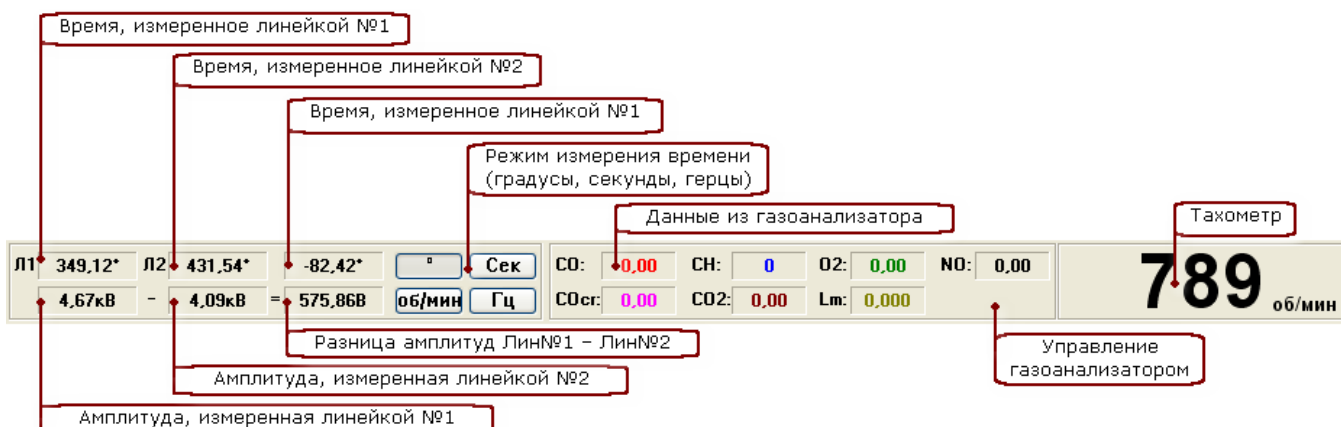 Время, измеренное линейкой №1
Время, измеренное линейкой №2
Время, измеренное линейкой №1
Режим измерения времени
(градусы, секунды, герцы)
Данные из газоанализатора
Тахометр
Л1 349,12° Л2 431,54° -82,42° ° Сек CO: 0,00 CH: 0 O2: 0,00 NO: 0,00
4,67кВ - 4,09кВ = 575,86В об/мин Гц COcr: 0,00 CO2: 0,00 Lm: 0,000
789 об/мин
Разница амплитуд Лин№1 – Лин№2
Управление
газоанализатором
Амплитуда, измеренная линейкой №2
Амплитуда, измеренная линейкой №1